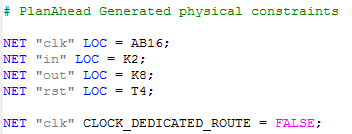 # PlanAhead Generated physical constraints
NET "clk" LOC = AB16;
NET "in" LOC = K2;
NET "out" LOC = K8;
NET "rst" LOC = T4;
NET "clk" CLOCK_DEDICATED_ROUTE = FALSE;